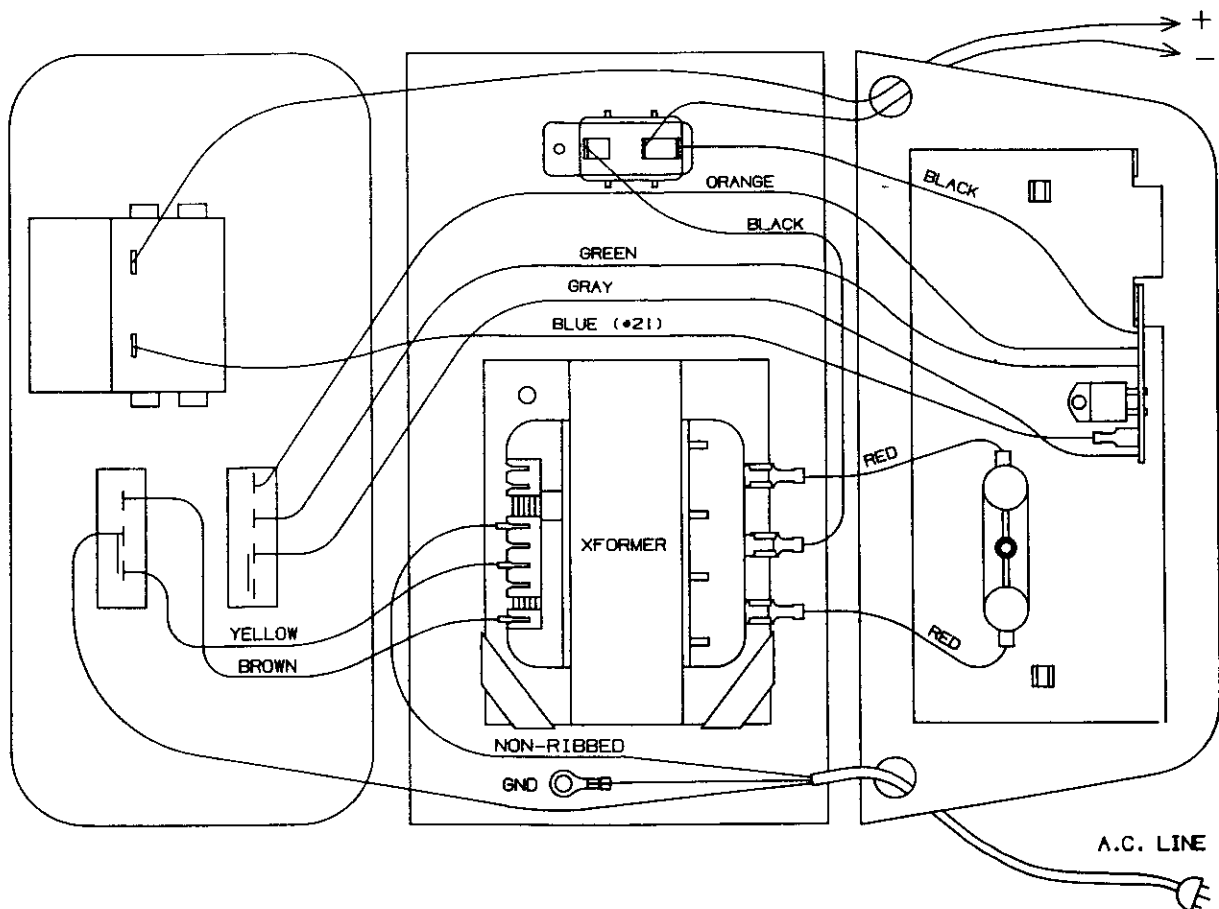 +
−
ORANGE
BLACK
BLACK
GREEN
GRAY
BLUE (#21)
RED
XFORMER
YELLOW
RED
BROWN
NON-RIBBED
GND
A.C. LINE